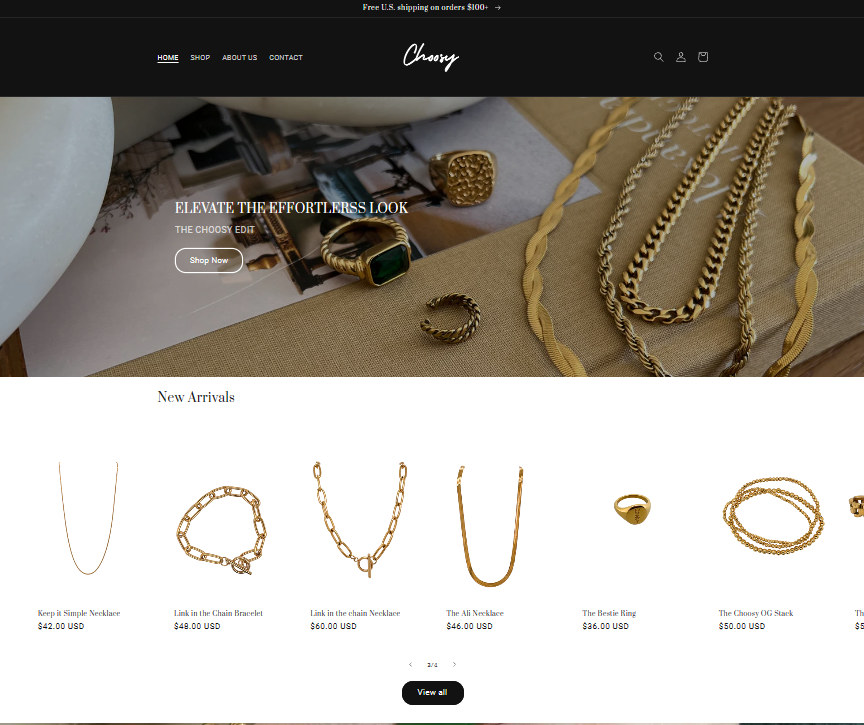 Free U.S. shipping on orders $100+ →
HOME SHOP ABOUT US CONTACT
Choosy
ELEVATE THE EFFORTLERSS LOOK
THE CHOOSY EDIT
Shop Now
New Arrivals
Keep it Simple Necklace
$42.00 USD
Link in the Chain Bracelet
$48.00 USD
Link in the chain Necklace
$60.00 USD
The Ali Necklace
$46.00 USD
The Bestie Ring
$36.00 USD
The Choosy OG Stack
$50.00 USD
Th
$5
View all